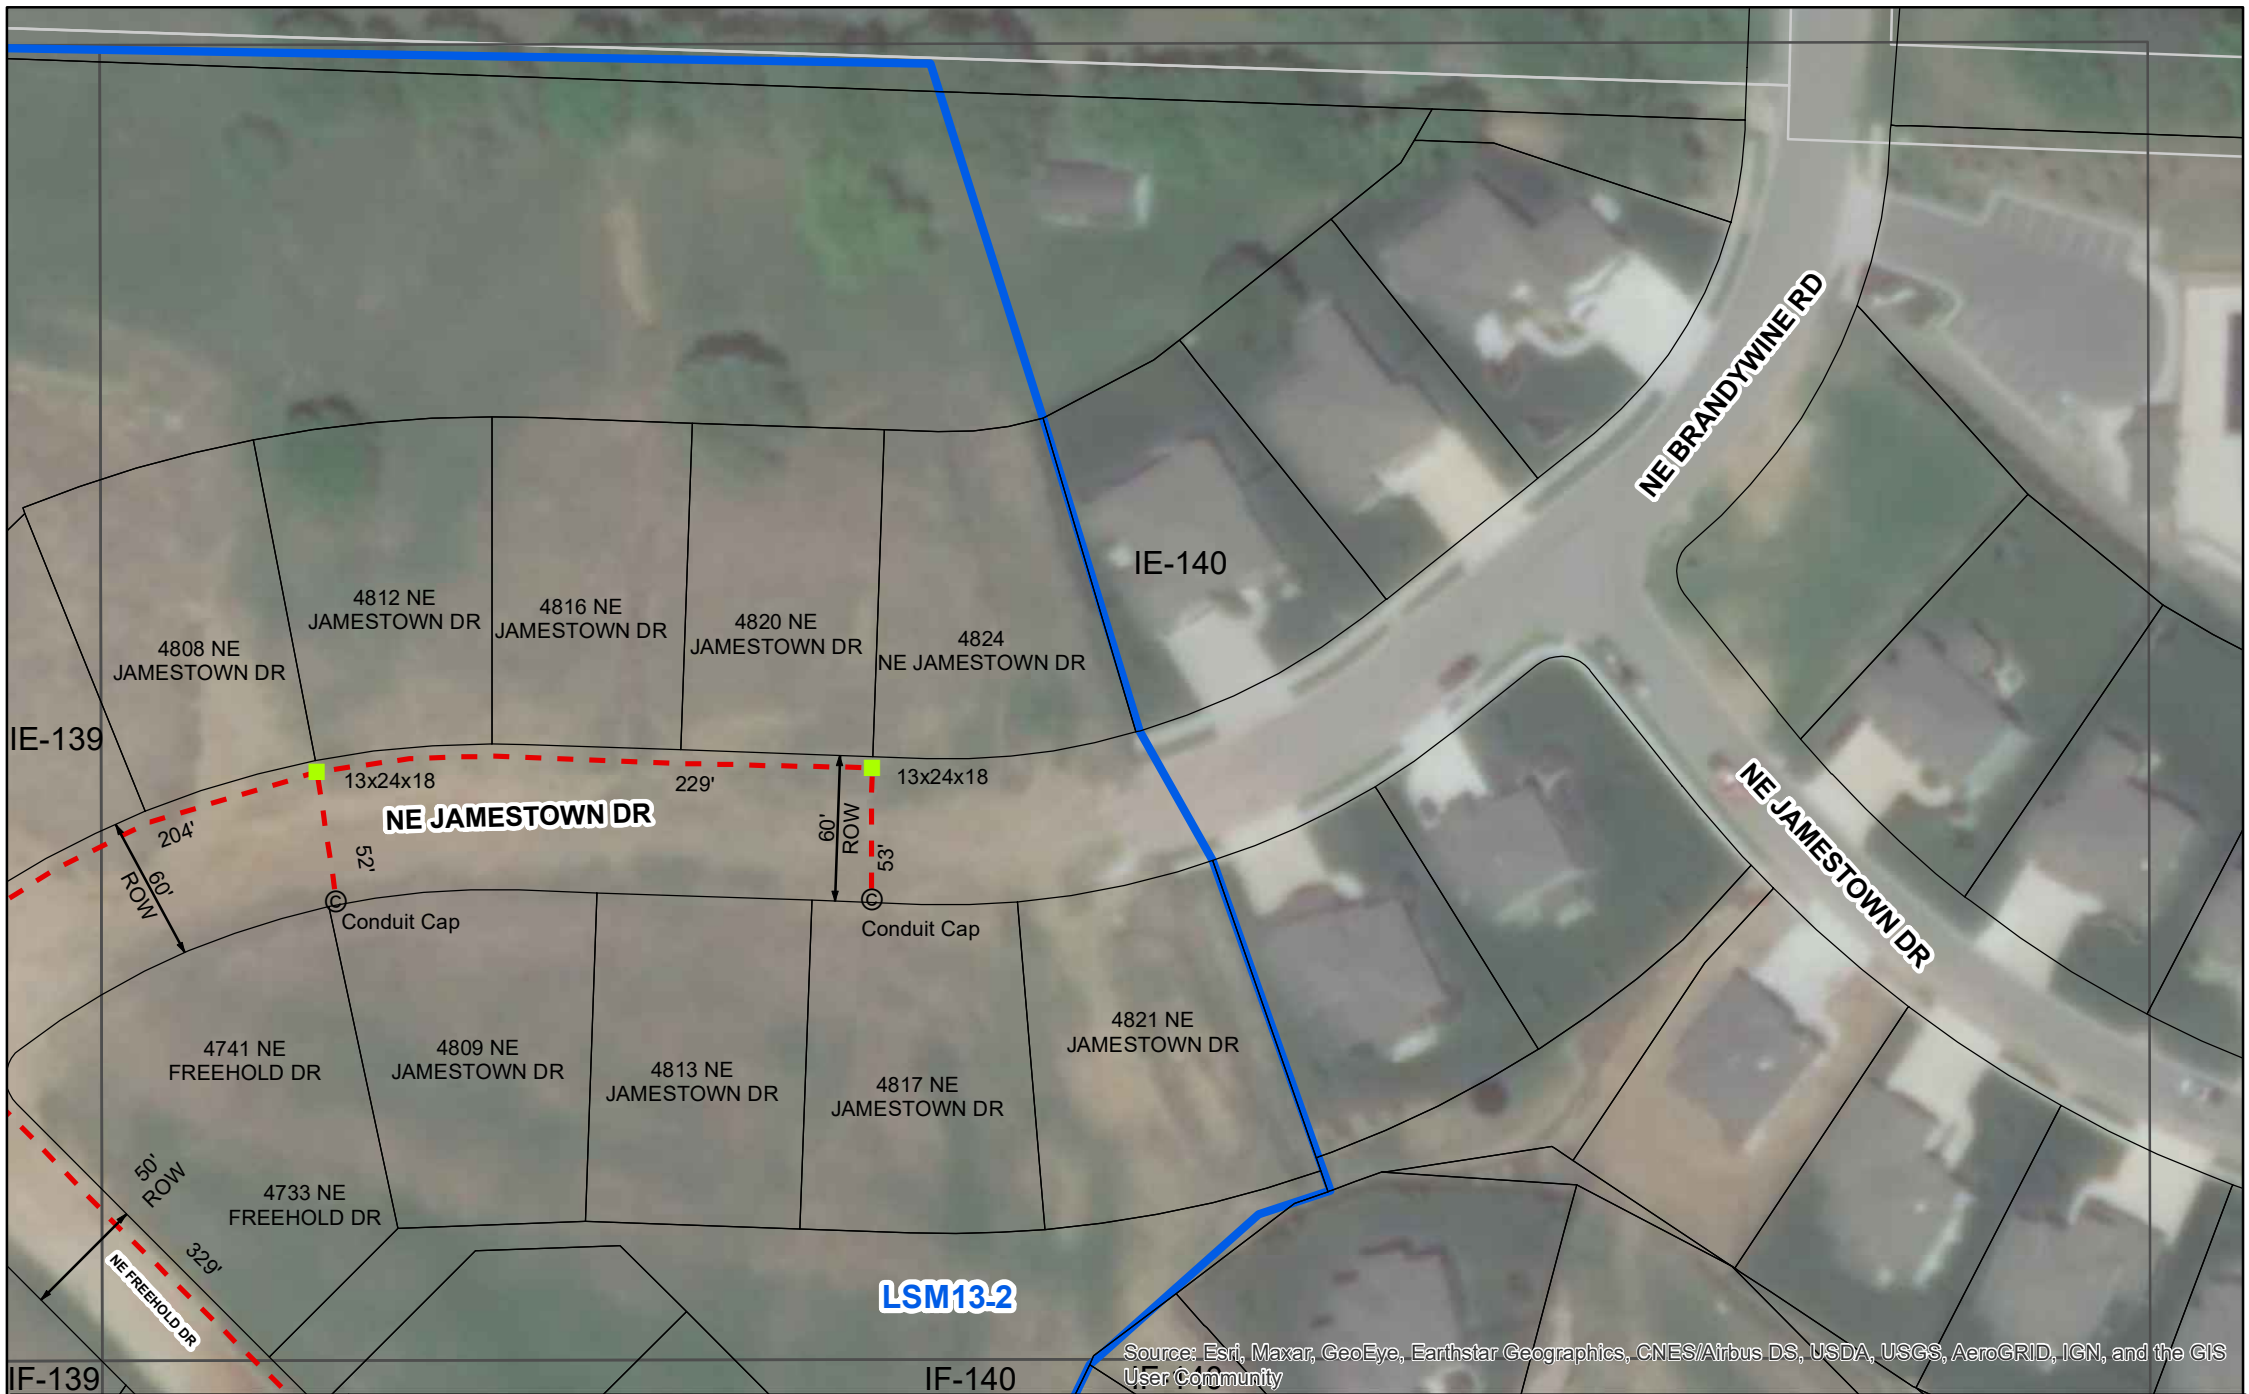 NE BRANDYWINE RD
IE-140
4812 NE
JAMESTOWN DR
4816 NE
JAMESTOWN DR
4820 NE
JAMESTOWN DR
4824
NE JAMESTOWN DR
4808 NE
JAMESTOWN DR
IE-139
13x24x18
229'
13x24x18
NE JAMESTOWN DR
204'
52'
60'
ROW
53'
60'
ROW
NE JAMESTOWN DR
Conduit Cap
Conduit Cap
4741 NE
FREEHOLD DR
4809 NE
JAMESTOWN DR
4813 NE
JAMESTOWN DR
4817 NE
JAMESTOWN DR
4821 NE
JAMESTOWN DR
50'
ROW
4733 NE
FREEHOLD DR
329'
NE FREEHOLD DR
LSM13-2
IF-139
IF-140
IF-140
Source: Esri, Maxar, GeoEye, Earthstar Geographics, CNES/Airbus DS, USDA, USGS, AeroGRID, IGN, and the GIS
User Community